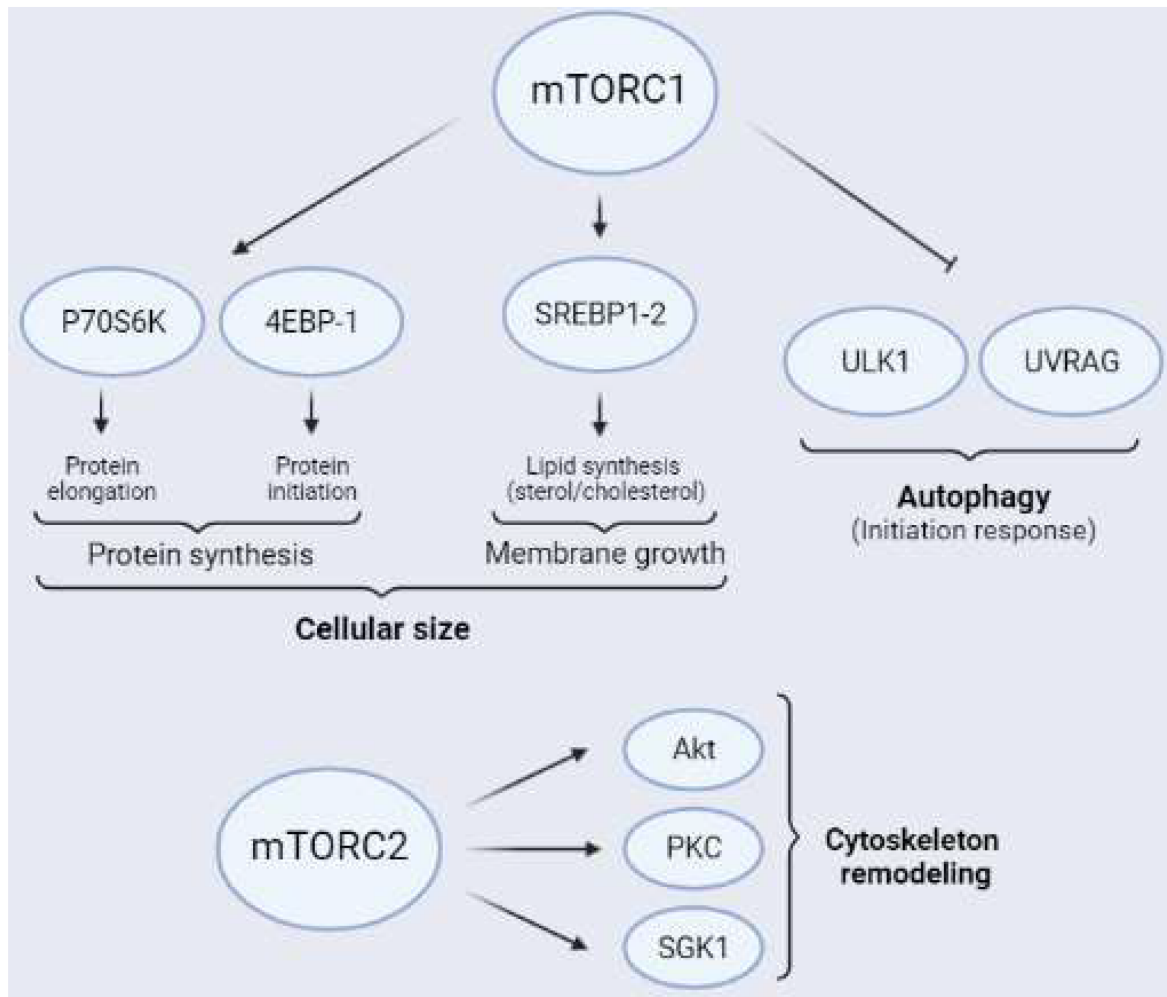 mTORC1
P70S6K
4EBP-1
SREBP1-2
ULK1
UVRAG
Protein
elongation
Protein
initiation
Lipid synthesis
(sterol/cholesterol)
Autophagy
(Initiation response)
Protein synthesis
Membrane growth
Cellular size
mTORC2
Akt
PKC
SGK1
Cytoskeleton
remodeling